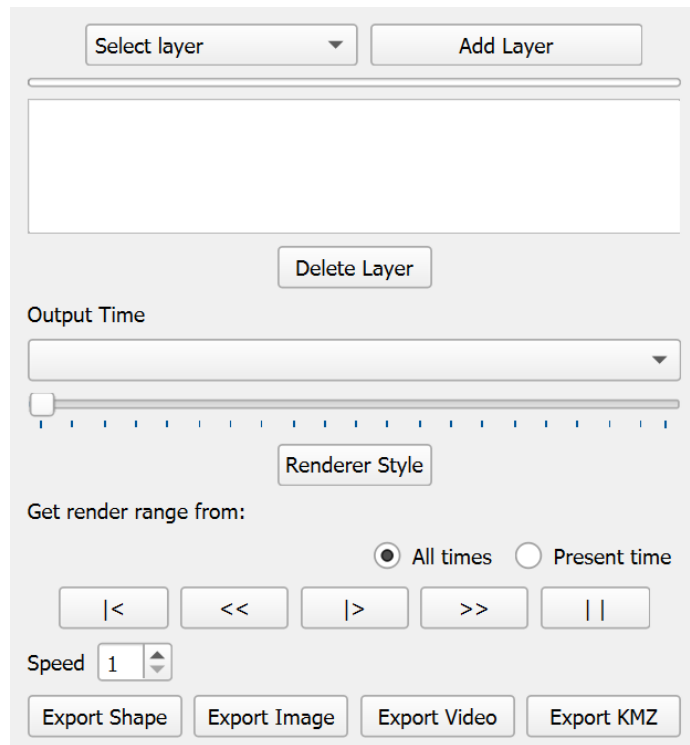 Select layer Add Layer
Delete Layer
Output Time
Renderer Style
Get render range from:
All times Present time
|< << |> >> ||
Speed 1
Export Shape Export Image Export Video Export KMZ